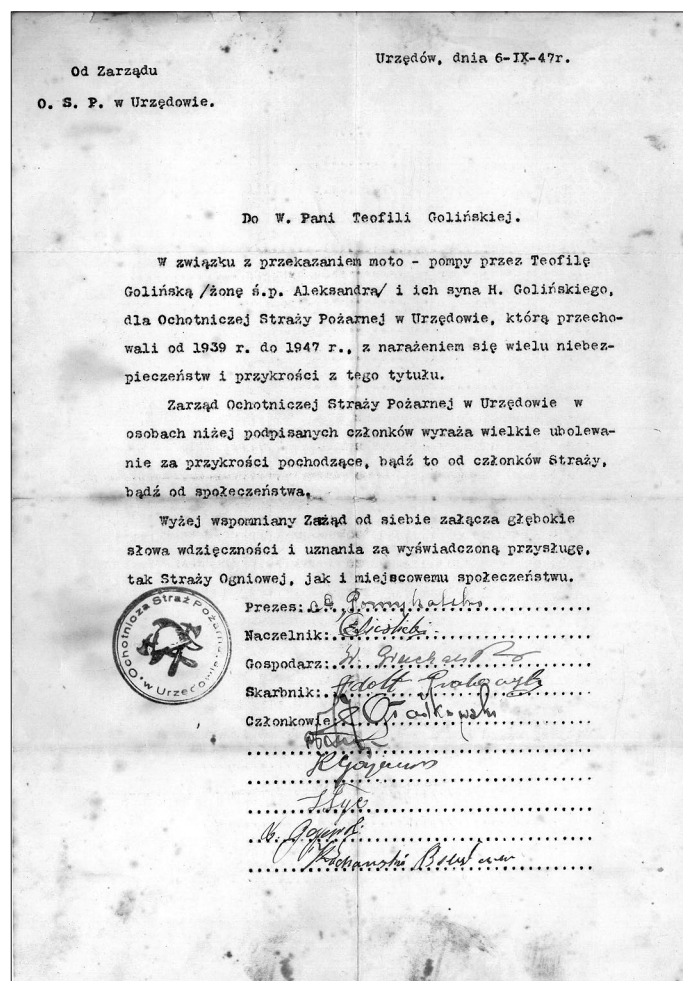 Urzędów, dnia 6-IX-47r.
Od Zarządu
O. S. P. w Urzędowie.
Do W. Pani Teofili Golińskiej.
W związku z przekazaniem moto - pompy przez Teofilę
Golińską /żonę ś.p. Aleksandra/ i ich syna H. Golińskiego,
dla Ochotniczej Straży Pożarnej w Urzędowie, którą przecho-
wali od 1939 r. do 1947 r., z narażeniem się wielu niebez-
pieczeństw i przykrości z tego tytułu.
Zarząd Ochotniczej Straży Pożarnej w Urzędowie w
osobach niżej podpisanych członków wyraża wielkie ubolewa-
nie za przykrości pochodzące, bądź to od członków Straży,
bądź od społeczeństwa.
Wyżej wspomniany Zażąd od siebie załącza głębokie
słowa wdzięczności i uznania za wyświadczoną przysługę,
tak Straży Ogniowej, jak i miejscowemu społeczeństwu.
Ochotnicza Straż Pożarna w Urzędowie
Prezes:
Naczelnik:
Gospodarz: W.
Skarbnik: Adolf
Członkowie:
Kochański